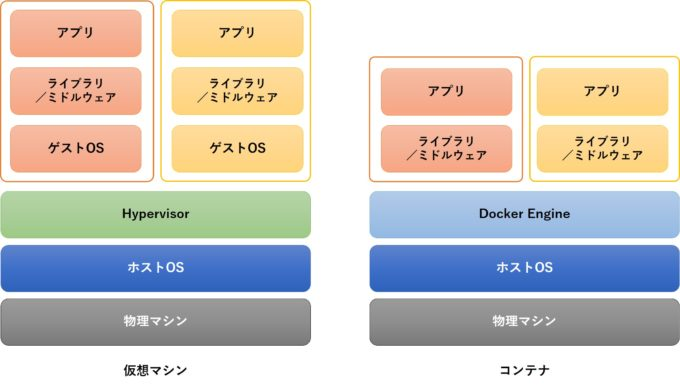 アプリ
アプリ
ライブラリ
／ミドルウェア
ライブラリ
／ミドルウェア
ゲストOS
ゲストOS
Hypervisor
ホストOS
物理マシン
仮想マシン
アプリ
アプリ
ライブラリ
／ミドルウェア
ライブラリ
／ミドルウェア
Docker Engine
ホストOS
物理マシン
コンテナ